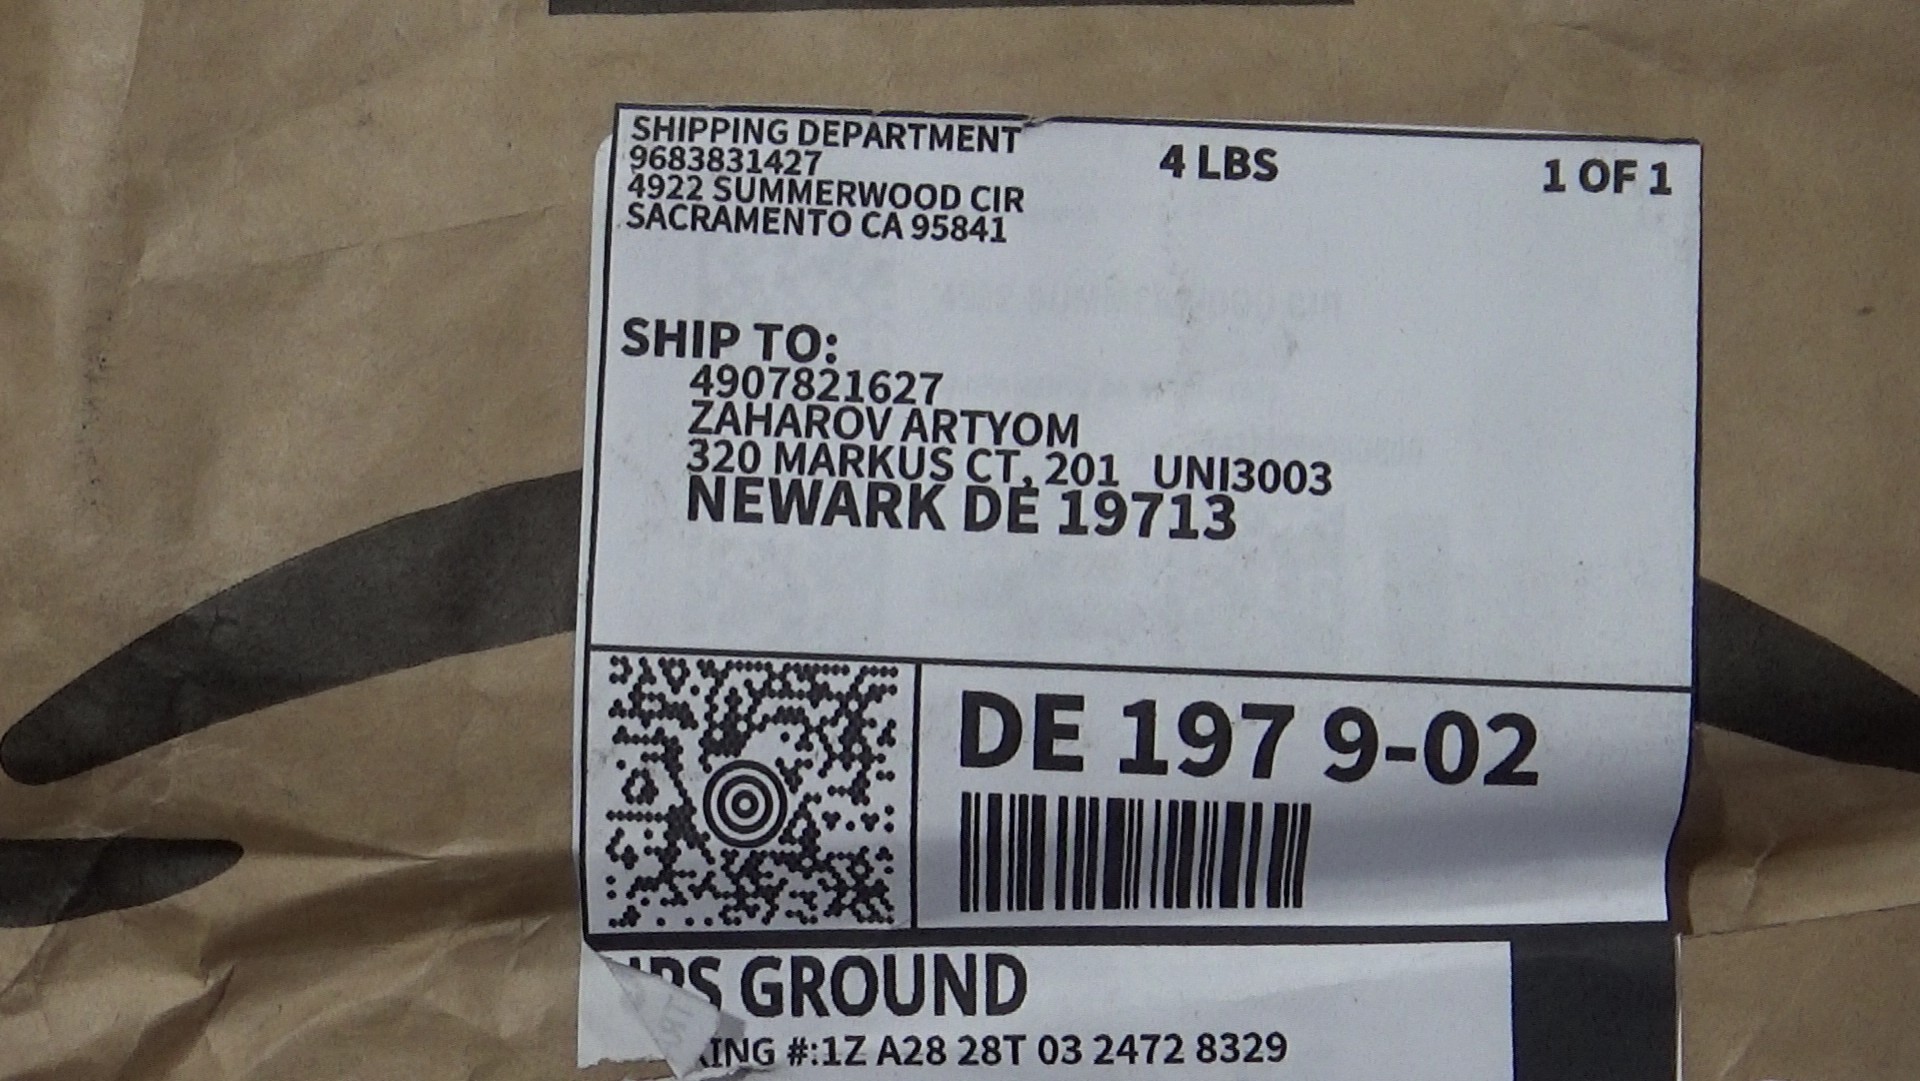 SHIPPING DEPARTMENT
9683831427
4922 SUMMERWOOD CIR
SACRAMENTO CA 95841
4 LBS
1 OF 1
SHIP TO:
4907821627
ZAHAROV ARTYOM
320 MARKUS CT, 201 UNI3003
NEWARK DE 19713
DE 197 9-02
GROUND
#:1Z A28 28T 03 2472 8329